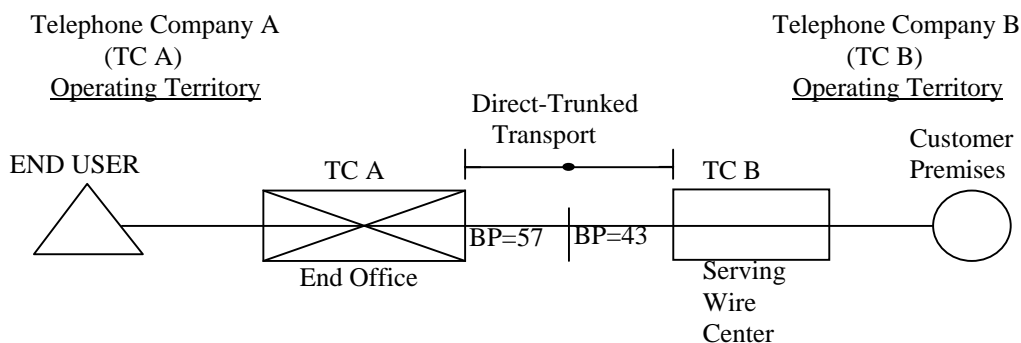 Telephone Company A
(TC A)
Operating Territory
Telephone Company B
(TC B)
Operating Territory
Direct-Trunked
Transport
Customer
Premises
END USER
TC A
TC B
BP=57
BP=43
End Office
Serving
Wire
Center